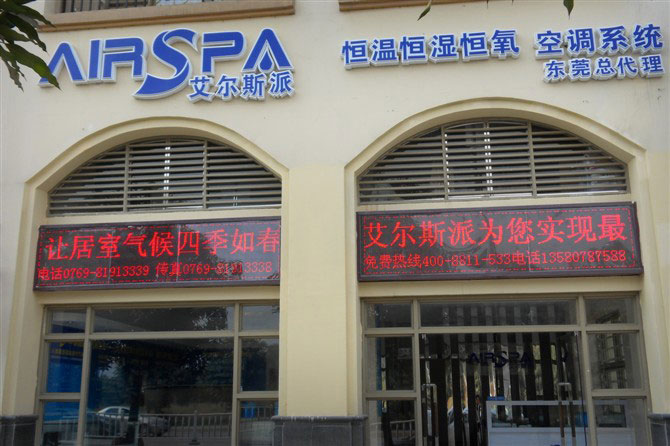 AIRSPA
艾尔斯派
恒温恒湿恒氧 空调系统
东莞总代理
让居室气候四季如春
电话0769-81913339 传真0769-81913338
艾尔斯派为您实现最
免费热线400-8811-533电话13580787588
AIRSPA